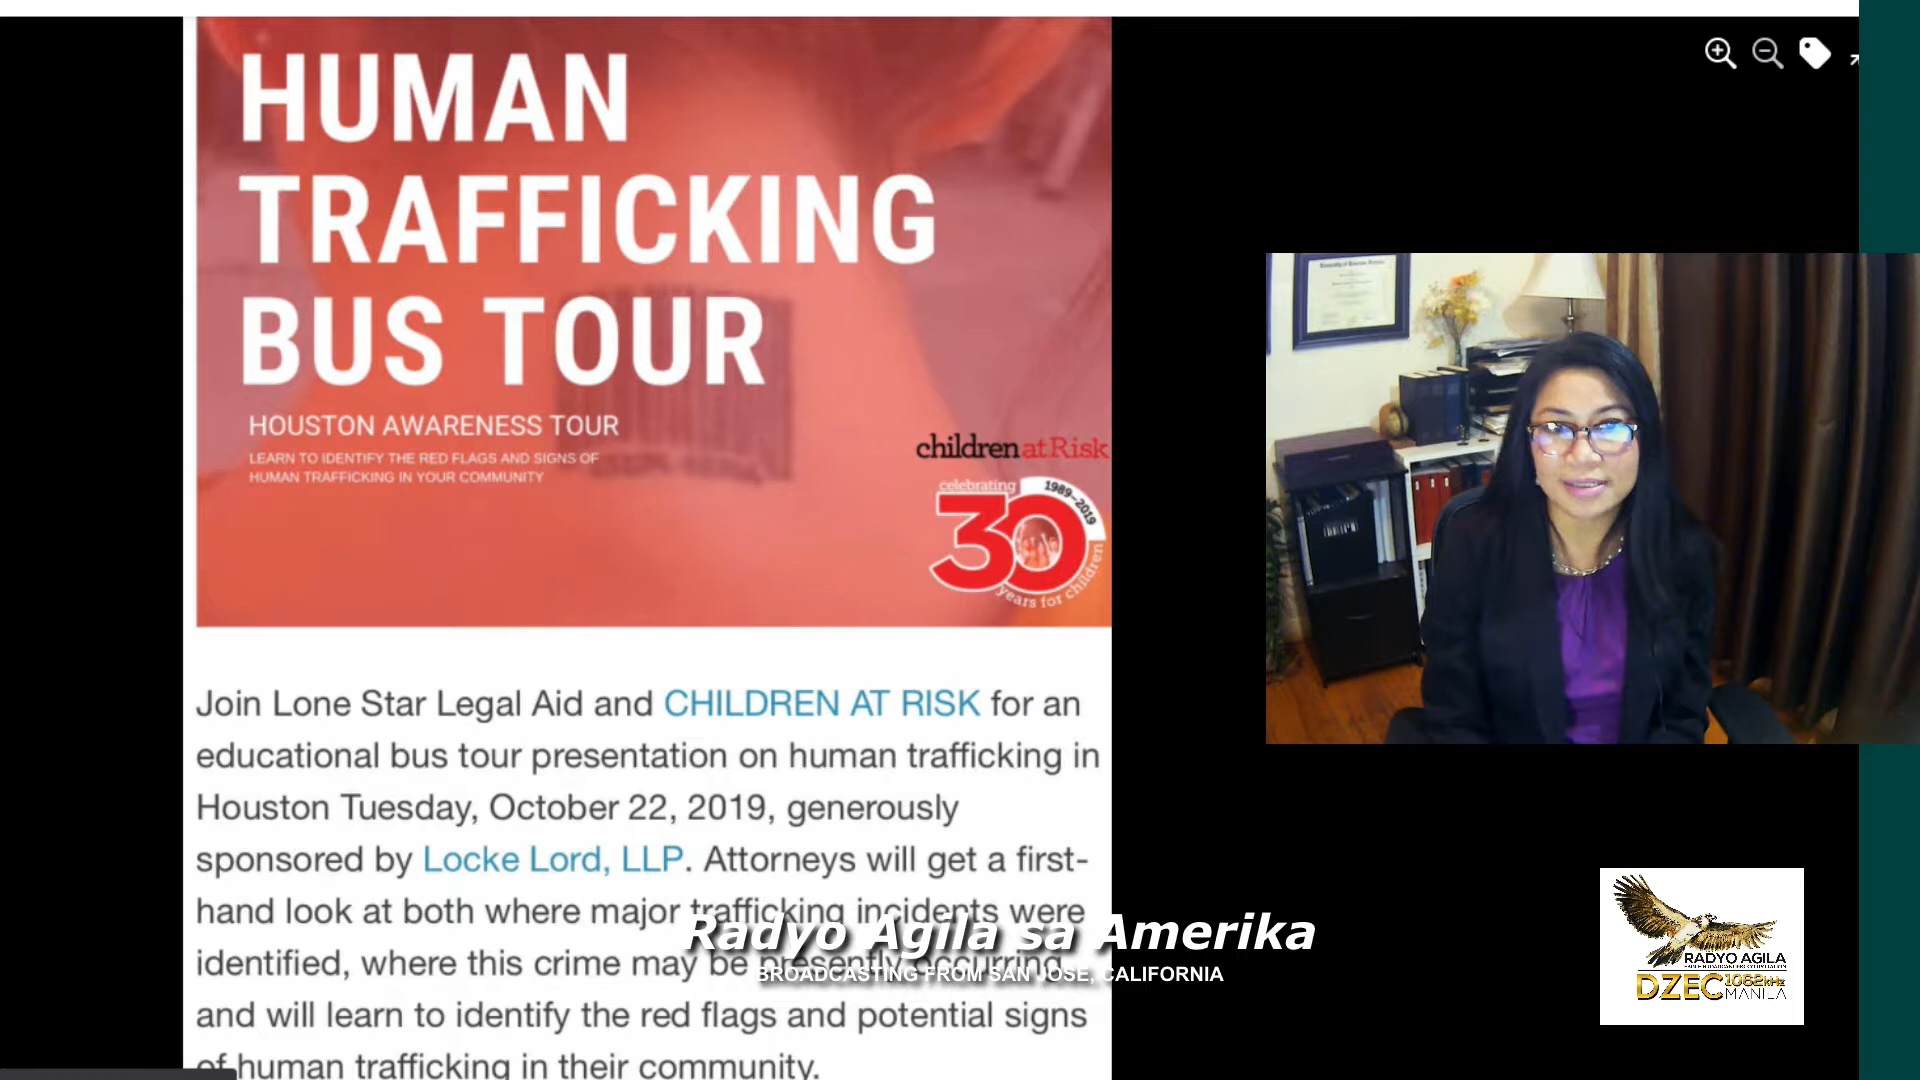 HUMAN
TRAFFICKING
BUS TOUR
HOUSTON AWARENESS TOUR
LEARN TO IDENTIFY THE RED FLAGS AND SIGNS OF
HUMAN TRAFFICKING IN YOUR COMMUNITY
childrenatRisk
celebrating
1989-2019
30
years for children
Join Lone Star Legal Aid and CHILDREN AT RISK for an
educational bus tour presentation on human trafficking in
Houston Tuesday, October 22, 2019, generously
sponsored by Locke Lord, LLP. Attorneys will get a first-
hand look at both where major trafficking incidents were
identified, where this crime may be presently occurring,
and will learn to identify the red flags and potential signs
of human trafficking in their community.
Radyo Agila sa Amerika
BROADCASTING FROM SAN JOSE, CALIFORNIA
RADYO AGILA
DZEC 1062kHz
MANILA